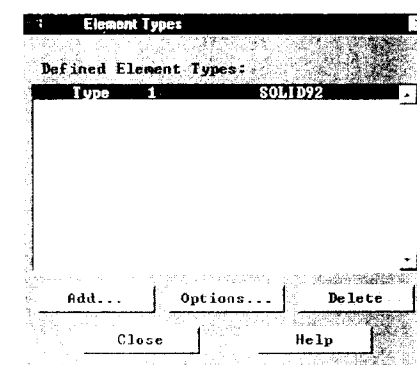 Element Types
Defined Element Types:
Type 1 SOLID92
Add... Options... Delete
Close Help